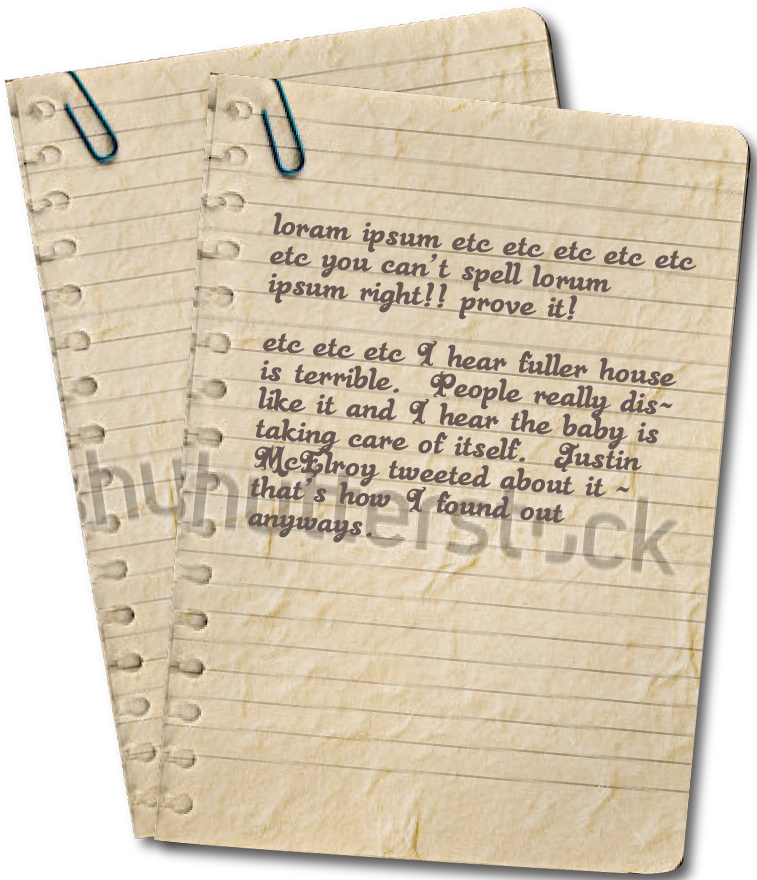 loram ipsum etc etc etc etc etc
etc you can't spell lorum
ipsum right!! prove it!
etc etc etc I hear fuller house
is terrible. People really dis~
like it and I hear the baby is
taking care of itself. Justin
McElroy tweeted about it ~
that's how I found out
anyways.
shutterstock